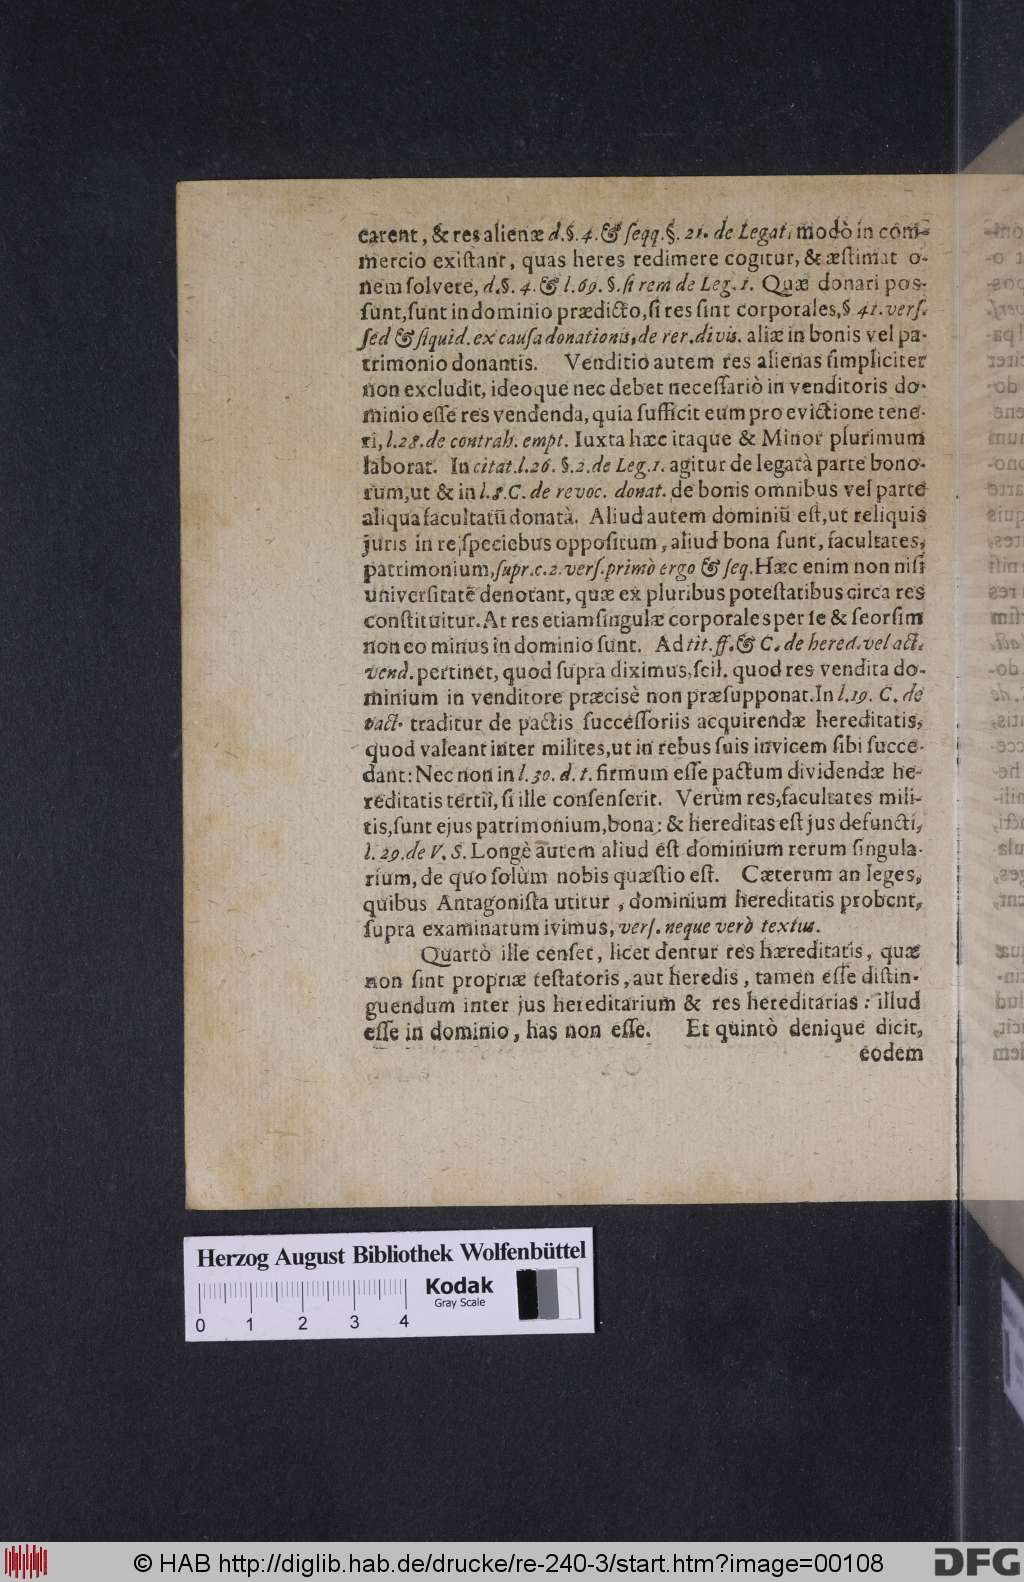 carent, & res alienæ d.§. 4. & ſeqq. §. 21. de Legat. modò in com-
mercio exiſtant, quas heres redimere cogitur, & æſtimat o-
nem ſolvere, d.§. 4. & l. 69. §. ſi rem de Leg. 1. Quæ donari poſ-
ſunt, ſunt in dominio prædicto, ſi res ſint corporales, § 41. verſ.
ſed & ſiquid. ex cauſa donationis, de rer. divis. aliæ in bonis vel pa-
trimonio donantis. Venditio autem res alienas ſimpliciter
non excludit, ideoque nec debet neceſſariò in venditoris do-
minio eſſe res vendenda, quia ſufficit eum pro evictione tene-
ri, l. 28. de contrah. empt. Iuxta hæc itaque & Minor plurimum
laborat. In citat. l. 26. §. 2. de Leg. 1. agitur de legatâ parte bono-
rum, ut & in l. 8. C. de revoc. donat. de bonis omnibus vel parte
aliqua facultatũ donatâ. Aliud autem dominiũ eſt, ut reliquis
juris in re ſpeciebus oppoſitum, aliud bona ſunt, facultates,
patrimonium, ſupr. c. 2. verſ. primò ergo & ſeq. Hæc enim non niſi
univerſitatẽ denotant, quæ ex pluribus poteſtatibus circa res
conſtituitur. At res etiam ſingulæ corporales per ſe & ſeorſim
non eo minus in dominio ſunt. Ad tit. ff. & C. de hered. vel act.
vend. pertinet, quod ſupra diximus, ſcil. quod res vendita do-
minium in venditore præcisè non præſupponat. In l. 19. C. de
pact. traditur de pactis ſucceſſoriis acquirendæ hereditatis,
quod valeant inter milites, ut in rebus ſuis invicem ſibi ſucce-
dant: Nec non in l. 30. d. t. firmum eſſe pactum dividendæ he-
reditatis tertii, ſi ille conſenſerit. Verùm res, facultates mili-
tis, ſunt ejus patrimonium, bona: & hereditas eſt jus defuncti,
l. 29. de V. S. Longè autem aliud eſt dominium rerum ſingula-
rium, de quo ſolùm nobis quæſtio eſt. Cæterum an leges,
quibus Antagoniſta utitur, dominium hereditatis probent,
ſupra examinatum ivimus, verſ. neque verò textus.
Quartò ille cenſet, licet dentur res hæreditatis, quæ
non ſint propriæ teſtatoris, aut heredis, tamen eſſe diſtin-
guendum inter jus hereditarium & res hereditarias: illud
eſſe in dominio, has non eſſe. Et quintò denique dicit,
eodem
Herzog August Bibliothek Wolfenbüttel
Kodak
Gray Scale
0 1 2 3 4
© HAB http://diglib.hab.de/drucke/re-240-3/start.htm?image=00108
DFG